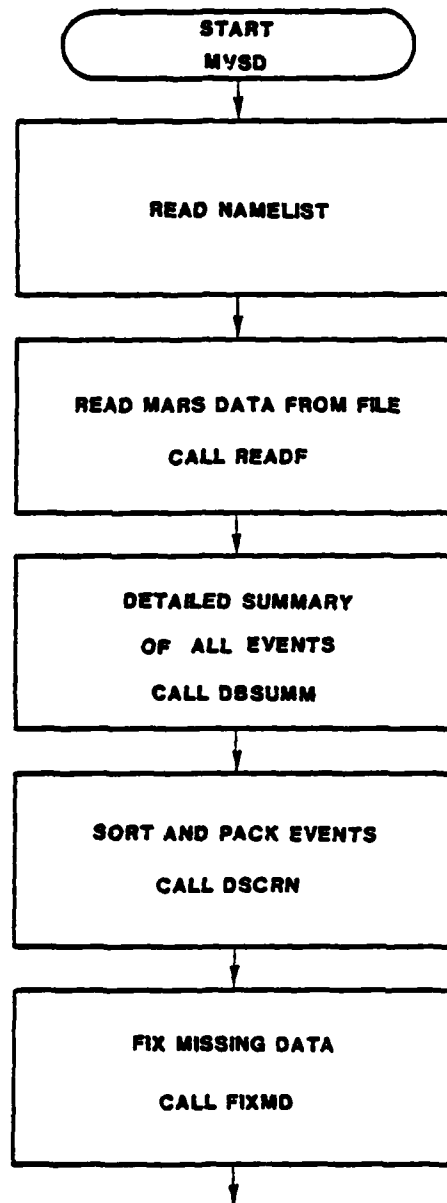 START
MVSD
READ NAMELIST
READ MARS DATA FROM FILE
CALL READF
DETAILED SUMMARY
OF ALL EVENTS
CALL DBSUMM
SORT AND PACK EVENTS
CALL DSCRN
FIX MISSING DATA
CALL FIXMD